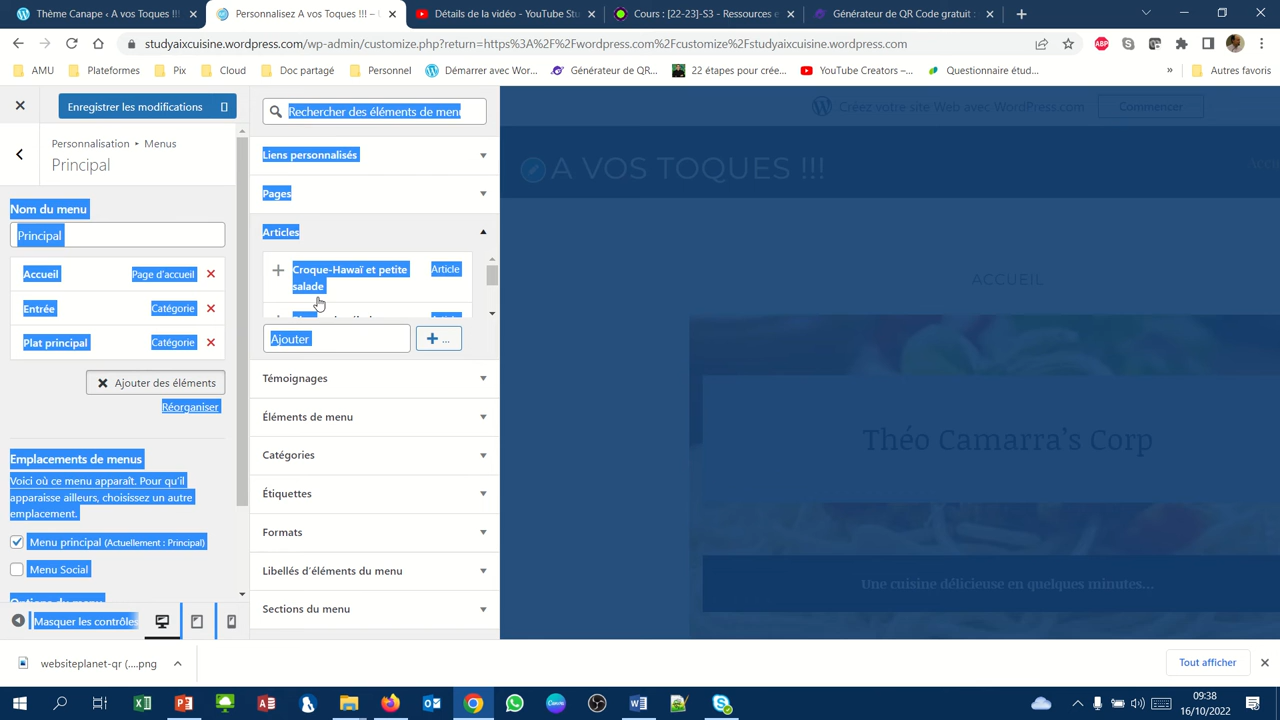 Thème Canape ‹ A vos Toques !!!
Personnalisez A vos Toques !!! –
Détails de la vidéo - YouTube Stu
Cours : [22-23]-S3 - Ressources e
Générateur de QR Code gratuit :
studyaixcuisine.wordpress.com/wp-admin/customize.php?return=https%3A%2F%2Fwordpress.com%2Fcustomize%2Fstudyaixcuisine.wordpress.com
AMU
Plateformes
Pix
Cloud
Doc partagé
Personnel
Démarrer avec Wor...
Générateur de QR...
22 étapes pour crée...
YouTube Creators –...
Questionnaire étud...
»
Autres favoris
Enregistrer les modifications
Personnalisation ‣ Menus
Principal
Nom du menu
Principal
Accueil Page d'accueil
Entrée Catégorie
Plat principal Catégorie
Ajouter des éléments
Réorganiser
Emplacements de menus
Voici où ce menu apparaît. Pour qu'il
apparaisse ailleurs, choisissez un autre
emplacement.
Menu principal (Actuellement : Principal)
Menu Social
Options du menu
Masquer les contrôles
Rechercher des éléments de menu
Liens personnalisés
Pages
Articles
Croque-Hawaï et petite
salade
Article
Ajouter
+ ...
Témoignages
Éléments de menu
Catégories
Étiquettes
Formats
Libellés d'éléments du menu
Sections du menu
Créez votre site Web avec WordPress.com
Commencer
A VOS TOQUES !!!
ACCUEIL
Théo Camarra's Corp
Une cuisine délicieuse en quelques minutes...
websiteplanet-qr (....png
Tout afficher
09:38
16/10/2022